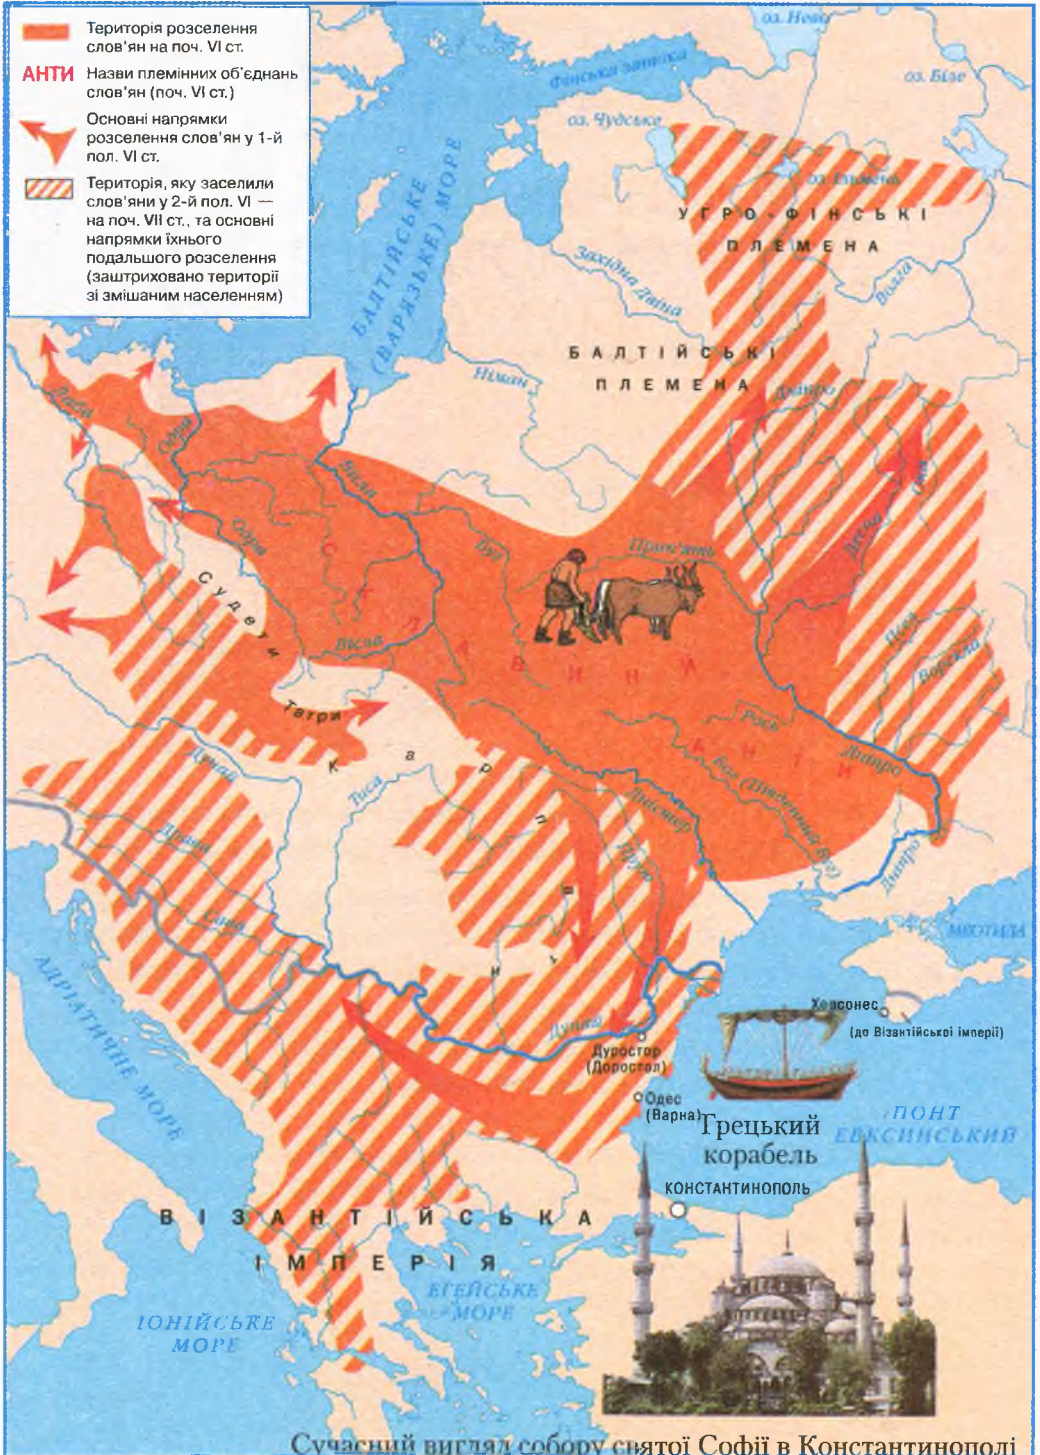 Територія розселення
слов'ян на поч. VI ст.
АНТИ
Назви племінних об'єднань
слов'ян (поч. VI ст.)
Основні напрямки
розселення слов'ян у 1-й
пол. VI ст.
Територія, яку заселили
слов'яни у 2-й пол. VI —
на поч. VII ст., та основні
напрямки їхнього
подальшого розселення
(заштриховано території
зі змішаним населенням)
оз. Нево
Фінська затока
оз. Біле
оз. Чудське
оз. Ільмень
БАЛТІЙСЬКЕ
(ВАРЯЗЬКЕ) МОРЕ
УГРО-ФІНСЬКІ
ПЛЕМЕНА
Західна Двіна
Волга
БАЛТІЙСЬКІ
ПЛЕМЕНА
Німан
Дніпро
Лаба
Одра
Вісла
Десна
Буг
Прип'ять
Одра
СКЛАВИНИ
Судети
Вісла
Псел
Ворскла
Татри
Рось
АНТИ
Дніпро
Бог (Південний Буг)
Карпати
Дунай
Тиса
Дністер
Прут
Дніпро
Драва
Сава
МЕОТИДА
АДРІАТИЧНЕ МОРЕ
Дунай
Херсонес
(до Візантійської імперії)
Дуростор
(Доростол)
Одес
(Варна)
Трецький
корабель
ПОНТ
ЕВКСИНСЬКИЙ
КОНСТАНТИНОПОЛЬ
ВІЗАНТІЙСЬКА
ІМПЕРІЯ
ЕГЕЙСЬКЕ
МОРЕ
ІОНІЙСЬКЕ
МОРЕ
Сучасний вигляд собору святої Софії в Константинополі